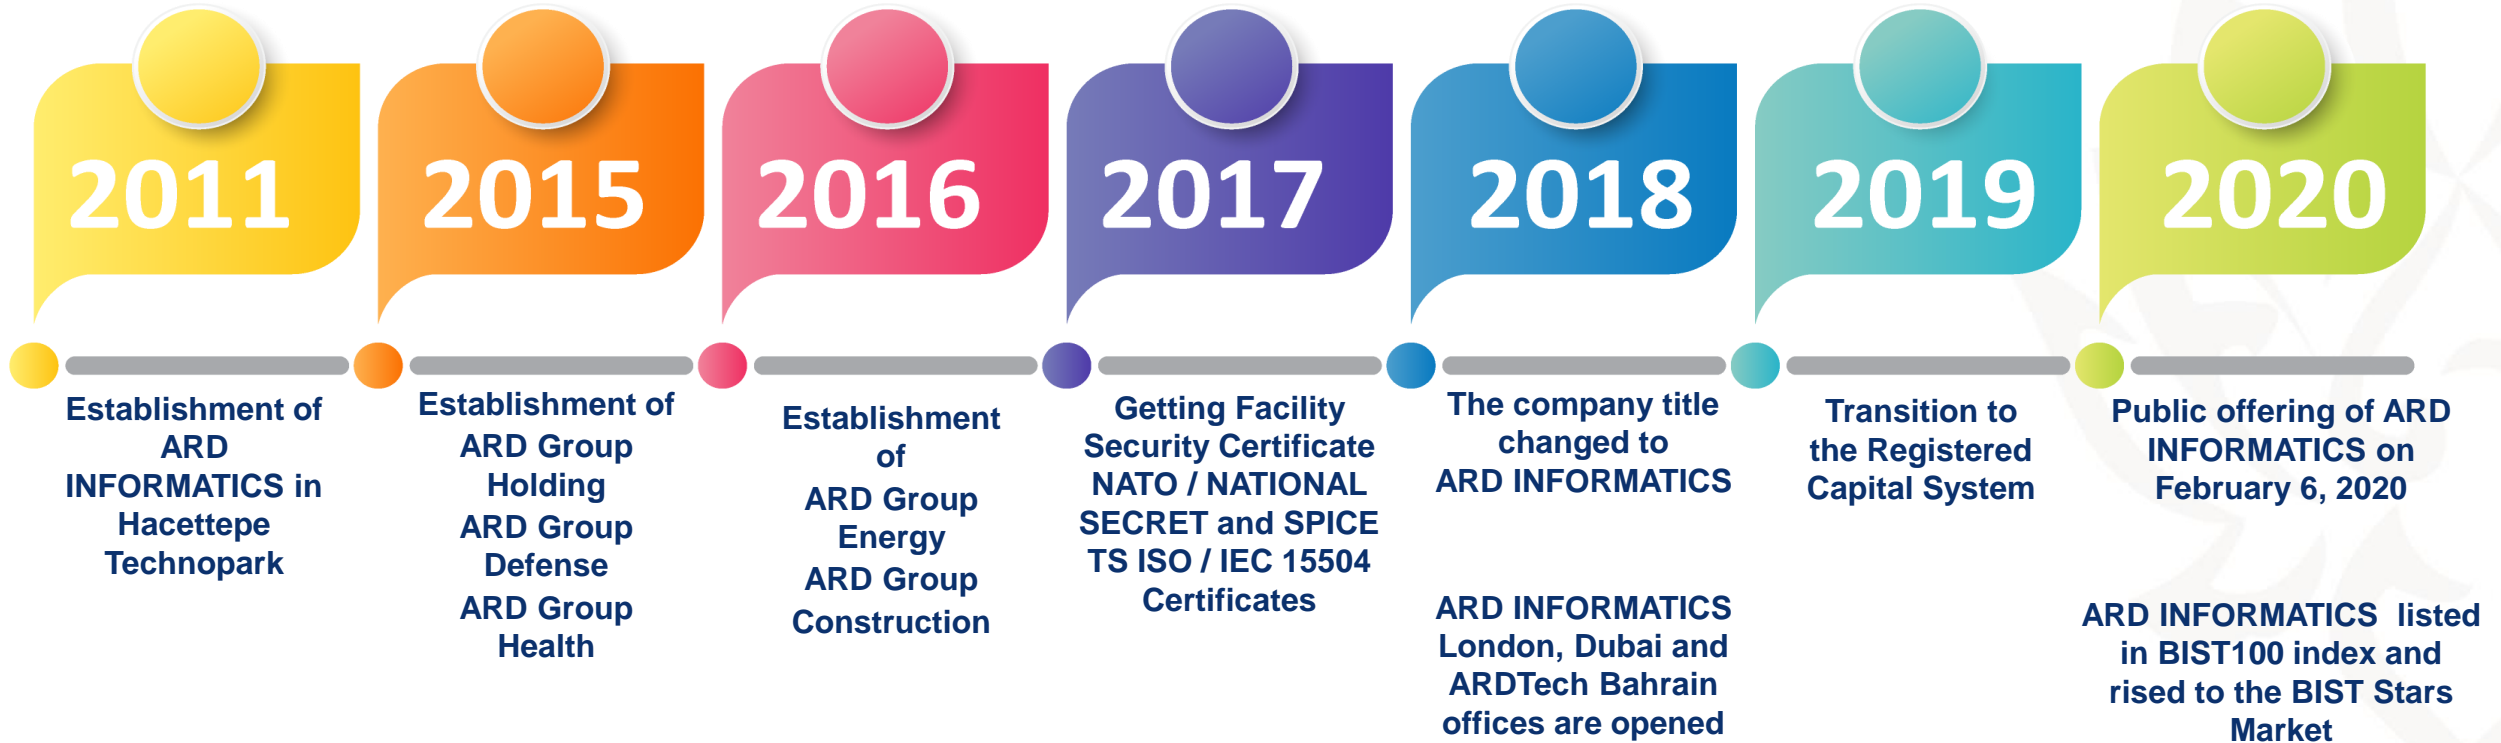 2011
Establishment of
ARD
INFORMATICS in
Hacettepe
Technopark
2015
Establishment of
ARD Group
Holding
ARD Group
Defense
ARD Group
Health
2016
Establishment
of
ARD Group
Energy
ARD Group
Construction
2017
Getting Facility
Security Certificate
NATO / NATIONAL
SECRET and SPICE
TS ISO / IEC 15504
Certificates
2018
The company title
changed to
ARD INFORMATICS
ARD INFORMATICS
London, Dubai and
ARDTech Bahrain
offices are opened
2019
Transition to
the Registered
Capital System
2020
Public offering of ARD
INFORMATICS on
February 6, 2020
ARD INFORMATICS listed
in BIST100 index and
rised to the BIST Stars
Market